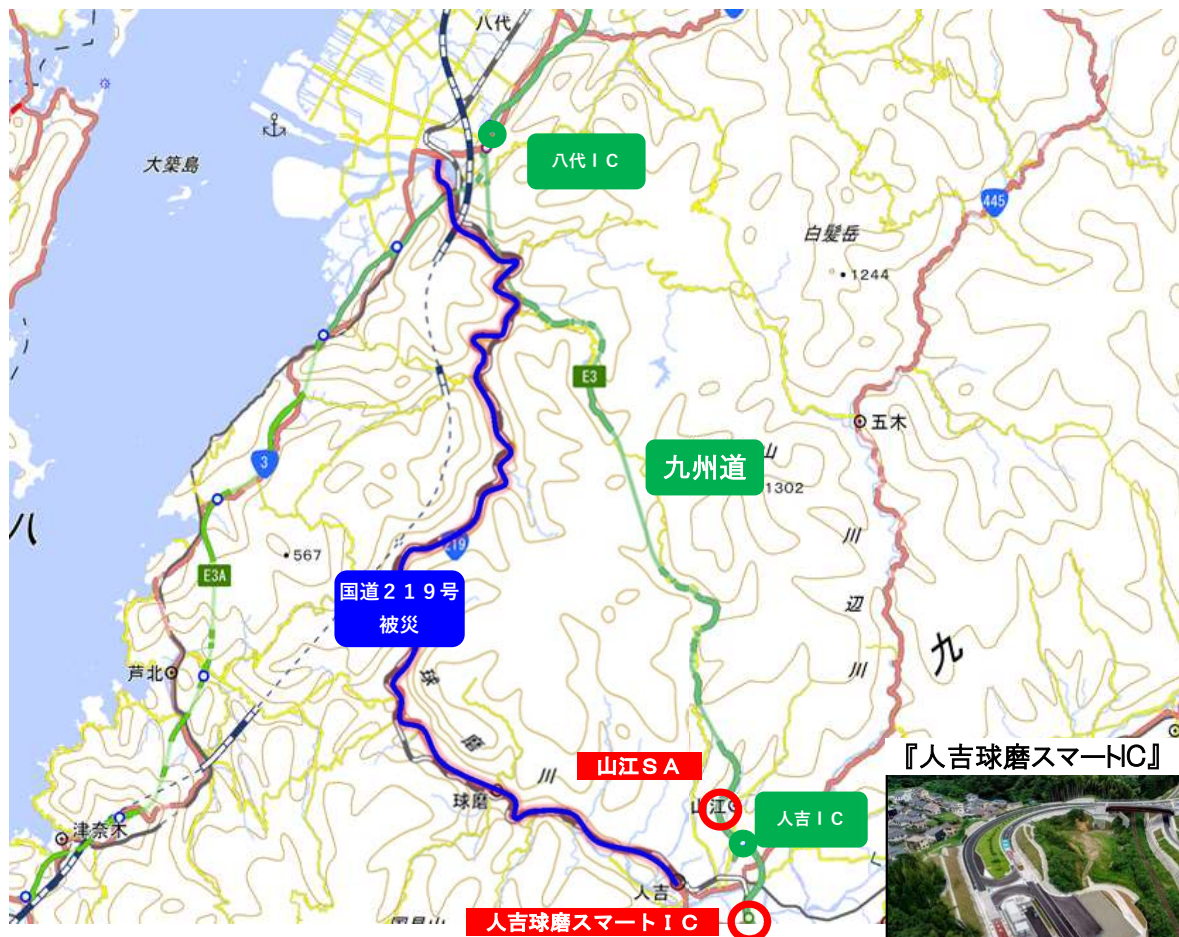 八代
八代ＩＣ
大築島
445
白髪岳
1244
E3
五木
3
九州道
山
1302
八
219
567
川
辺
川
E3A
国道２１９号
被災
九
芦北
球
磨
川
『人吉球磨スマートIC』
山江ＳＡ
球磨
山江
人吉ＩＣ
津奈木
人吉
人吉球磨スマートＩＣ